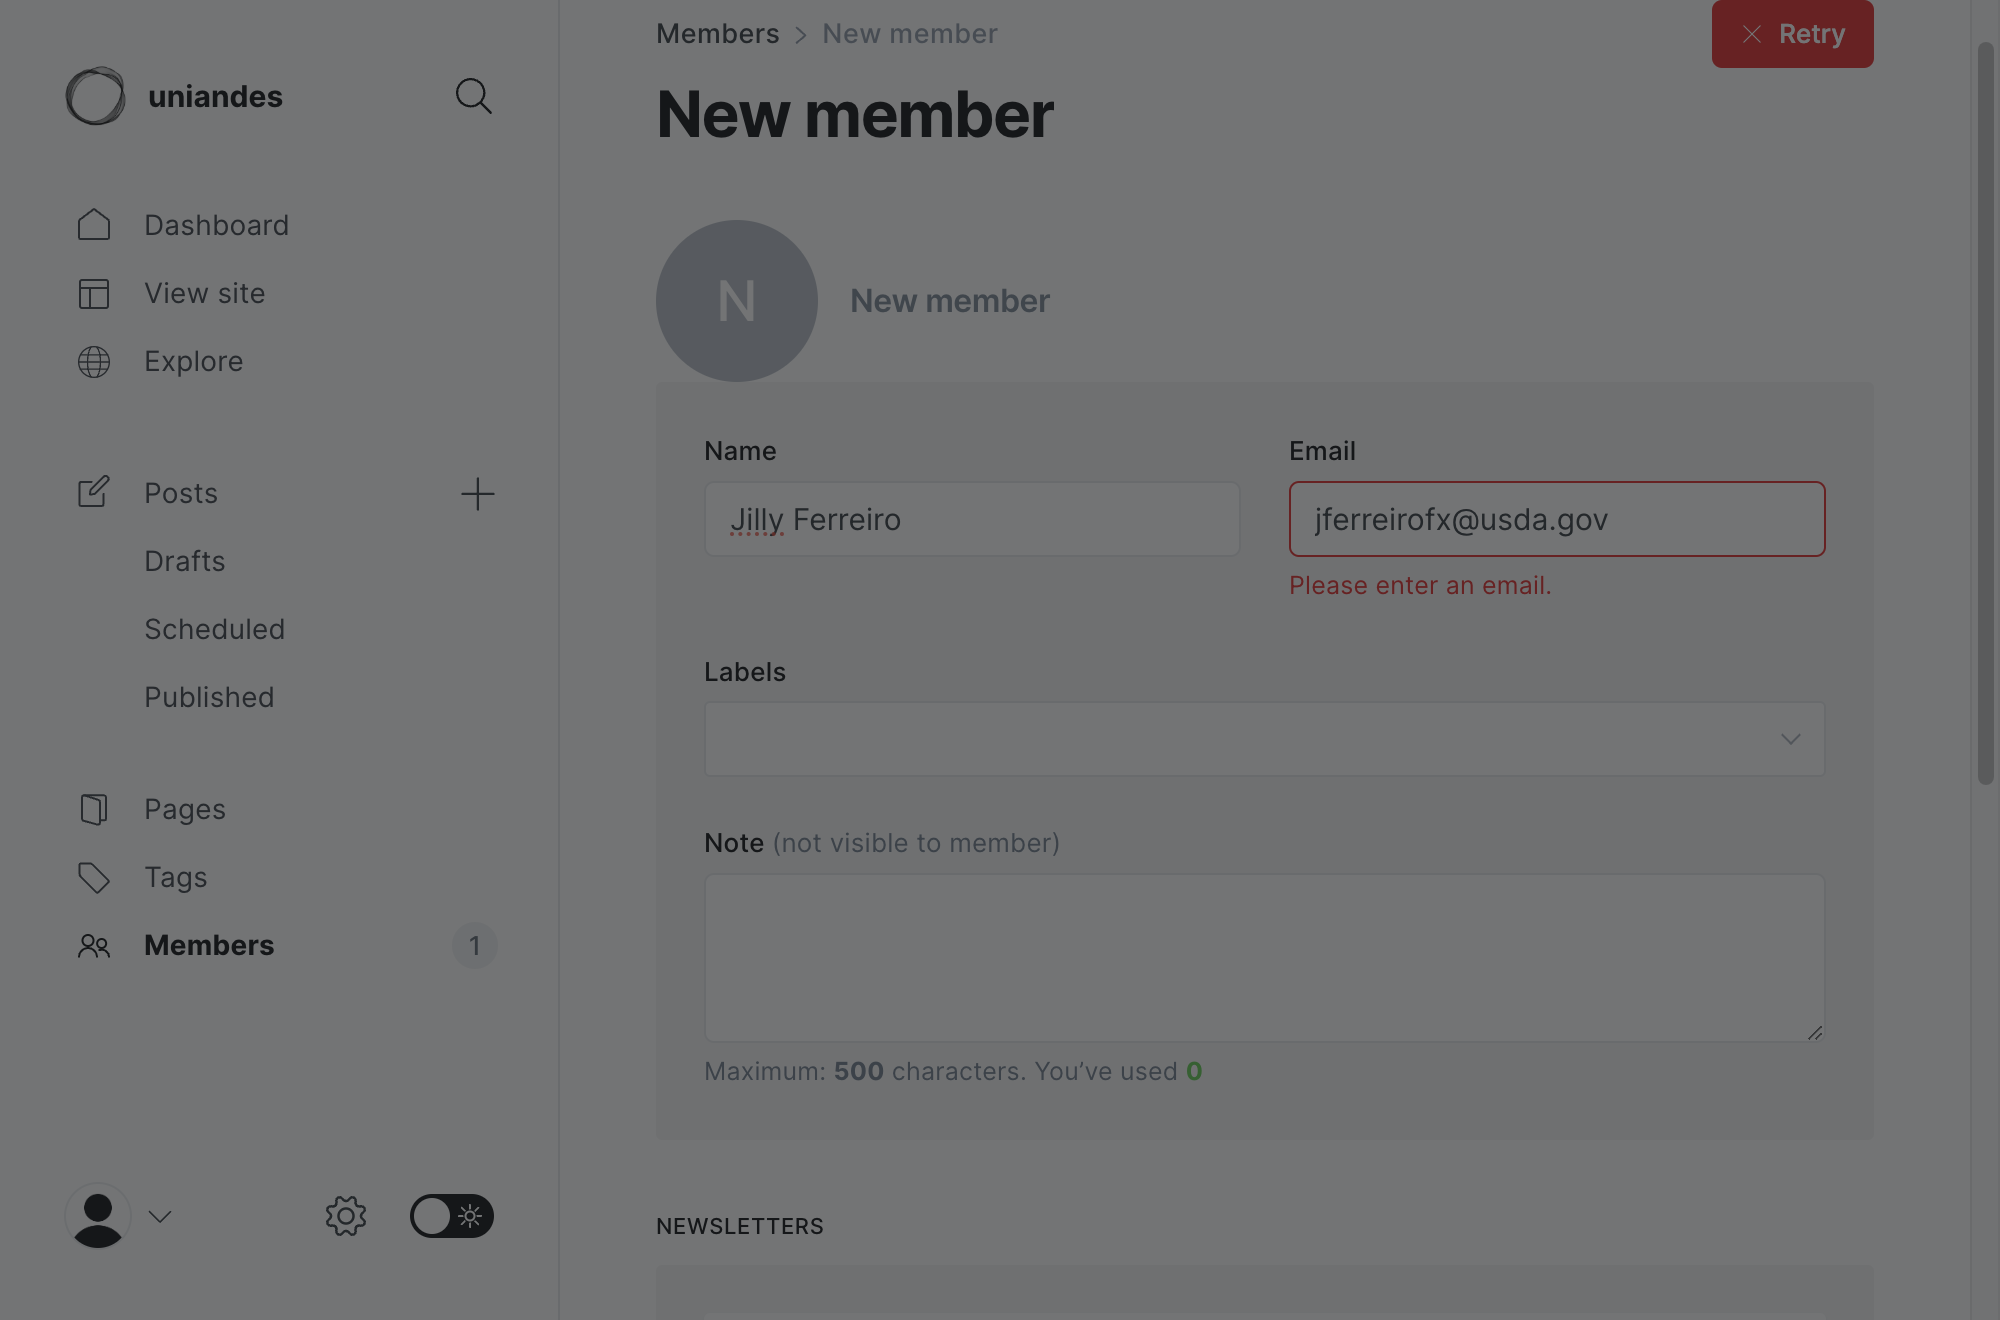 uniandes
Dashboard
View site
Explore
Posts
Drafts
Scheduled
Published
Pages
Tags
Members
1
Members
New member
Retry
New member
N
New member
Name
Email
Jilly Ferreiro
jferreirofx@usda.gov
Please enter an email.
Labels
Note (not visible to member)
Maximum: 500 characters. You’ve used 0
NEWSLETTERS